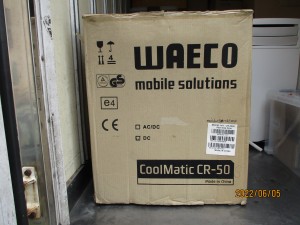 WAECO
mobile solutions
e4
CE
AC/DC
DC
CoolMatic CR-50
Made in China
2022/06/05